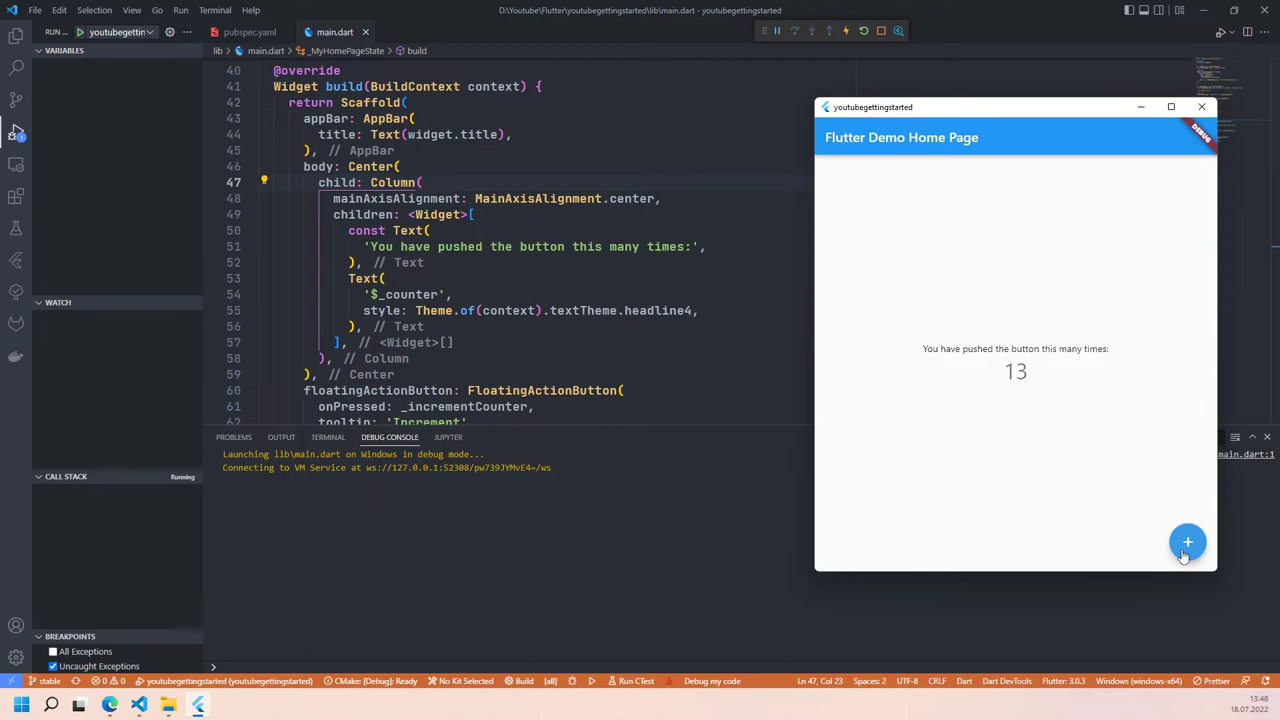 File Edit Selection View Go Run Terminal Help
D:\Youtube\Flutter\youtubegettingstarted\lib\main.dart - youtubegettingstarted
RUN ... youtubegettin
VARIABLES
WATCH
CALL STACK Running
BREAKPOINTS
All Exceptions
Uncaught Exceptions
pubspec.yaml main.dart
lib > main.dart > _MyHomePageState > build
40 @override
41 Widget build(BuildContext context) {
42 return Scaffold(
43 appBar: AppBar(
44 title: Text(widget.title),
45 ), // AppBar
46 body: Center(
47 child: Column(
48 mainAxisAlignment: MainAxisAlignment.center,
49 children: <Widget>[
50 const Text(
51 'You have pushed the button this many times:',
52 ), // Text
53 Text(
54 '$_counter',
55 style: Theme.of(context).textTheme.headline4,
56 ), // Text
57 ], // <Widget>[]
58 ), // Column
59 ), // Center
60 floatingActionButton: FloatingActionButton(
61 onPressed: _incrementCounter,
62 tooltip: 'Increment'
PROBLEMS OUTPUT TERMINAL DEBUG CONSOLE JUPYTER
Launching lib\main.dart on Windows in debug mode...
main.dart:1
Connecting to VM Service at ws://127.0.0.1:52308/pw739JYMvE4=/ws
youtubegettingstarted
Flutter Demo Home Page
DEBUG
You have pushed the button this many times:
13
+
stable 0 0 youtubegettingstarted (youtubegettingstarted) CMake: [Debug]: Ready No Kit Selected Build [all] Run CTest Debug my code Ln 47, Col 23 Spaces: 2 UTF-8 CRLF Dart Dart DevTools Flutter: 3.0.3 Windows (windows-x64) Prettier
13:48
18.07.2022